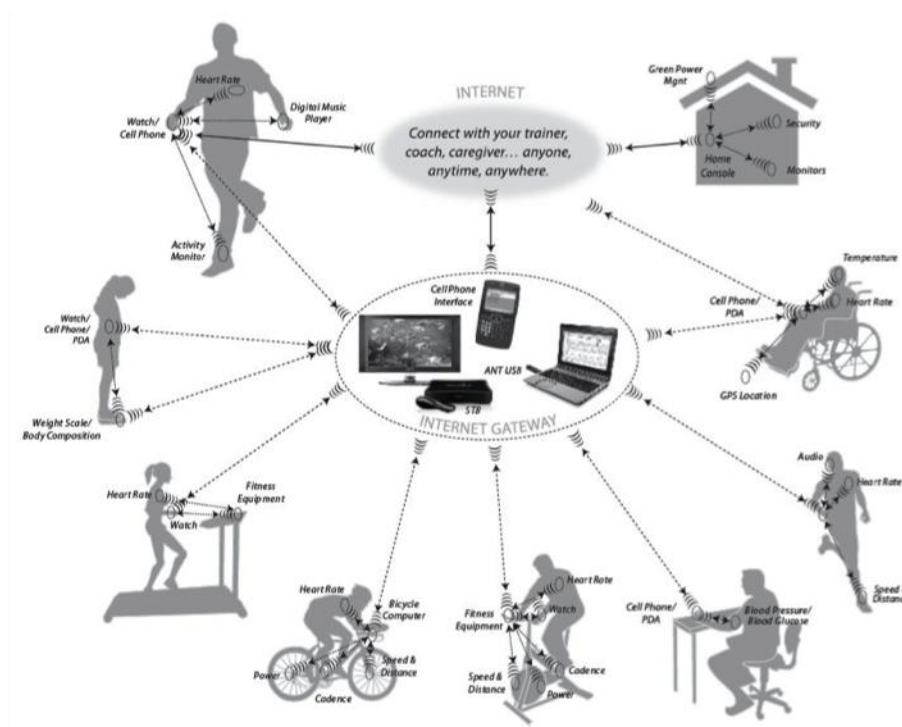 INTERNET
Connect with your trainer,
coach, caregiver... anyone,
anytime, anywhere.
Heart Rate
Digital Music
Player
Watch/
Cell Phone
Activity
Monitor
Green Power
Mgnt
Security
Home
Console
Monitors
Temperature
Cell Phone/
PDA
Heart Rate
GPS Location
Watch/
Cell Phone/
PDA
Weight Scale/
Body Composition
Cell Phone
Interface
ANT USB
STB
INTERNET GATEWAY
Audio
Heart Rate
Speed &
Distance
Heart Rate
Fitness
Equipment
Watch
Heart Rate
Bicycle
Computer
Speed &
Distance
Power
Cadence
Heart Rate
Fitness
Equipment
Watch
Speed &
Distance
Cadence
Power
Cell Phone/
PDA
Blood Pressure/
Blood Glucose